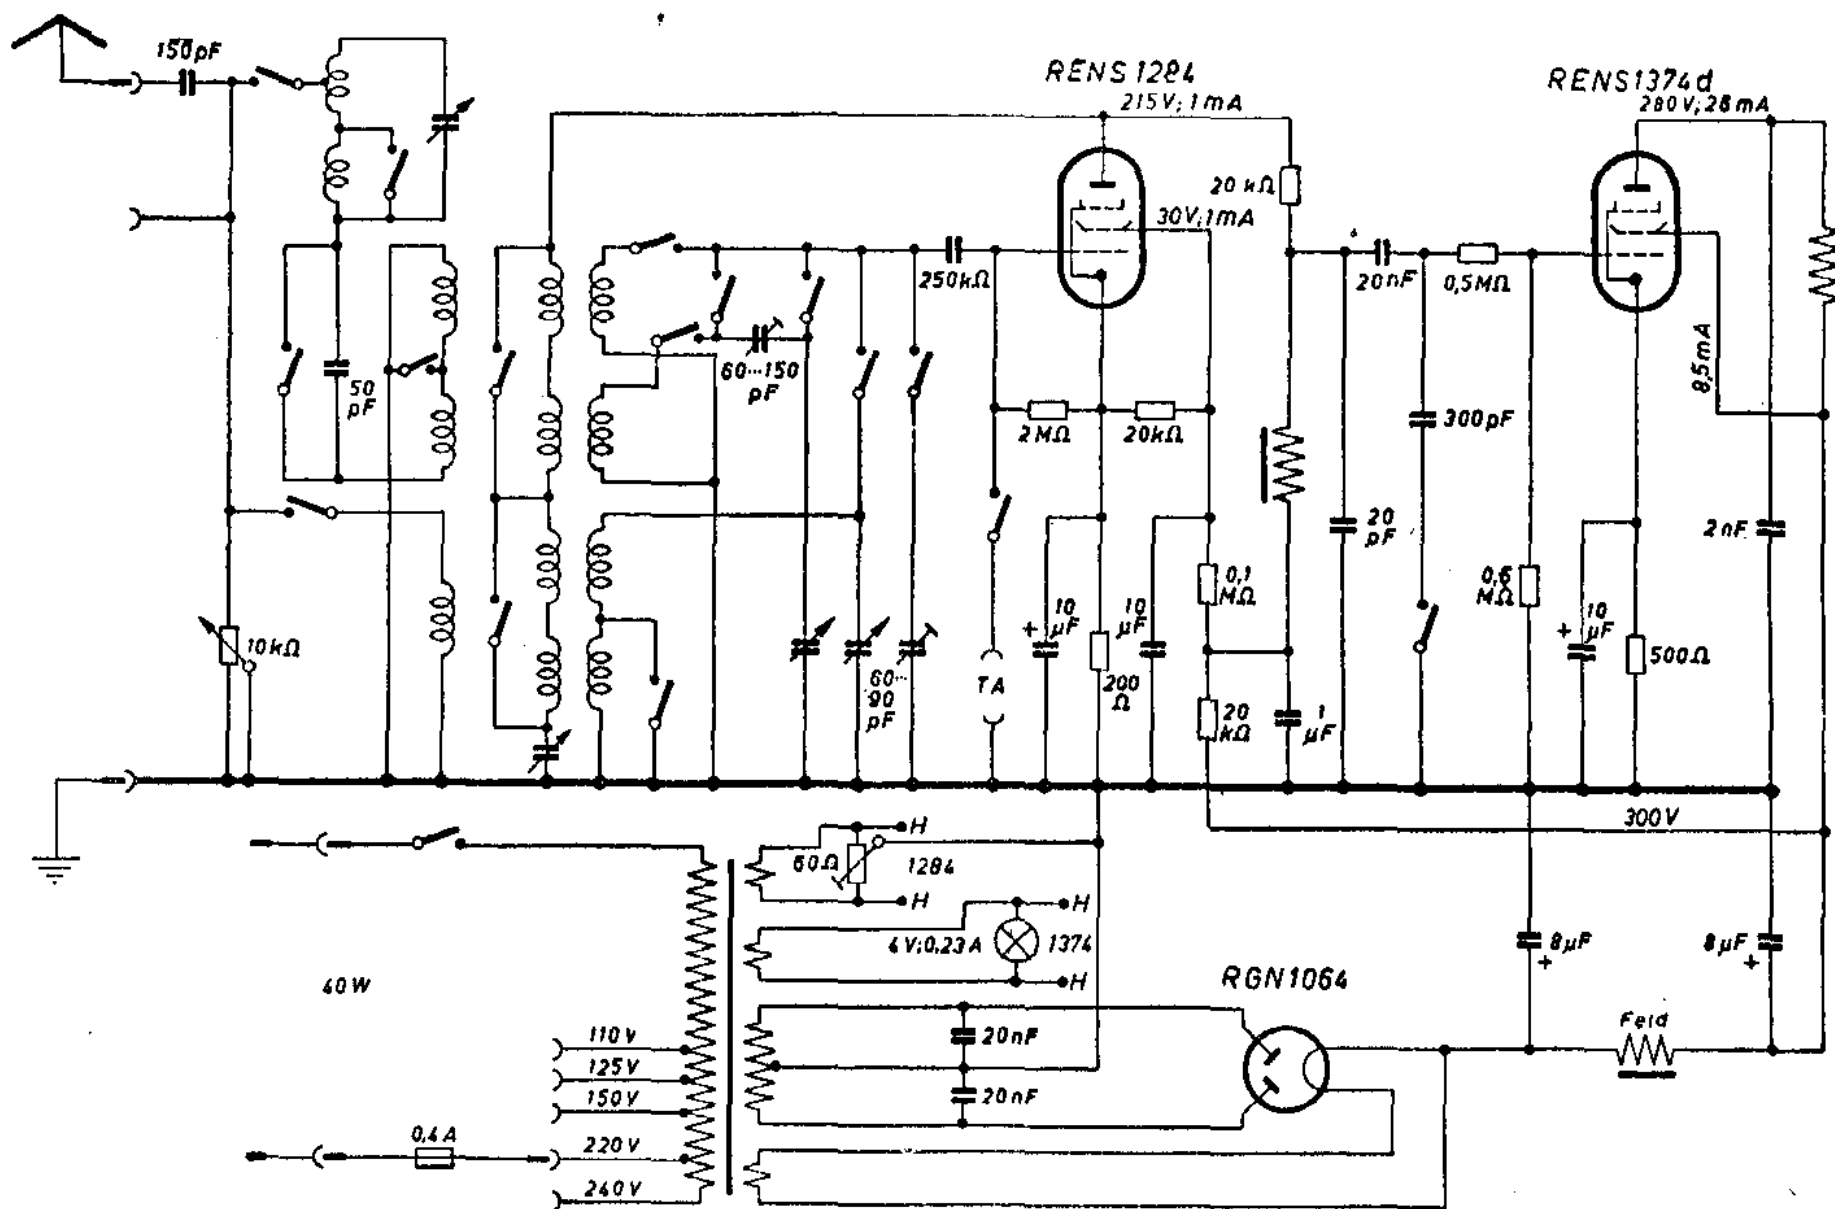 150pF
RENS1284
215V; 1mA
RENS1374d
280V; 26mA
20 kΩ
30V; 1mA
250kΩ
20nF
0,5MΩ
50
pF
60...150
pF
2MΩ
20kΩ
8,5mA
300pF
20
pF
2nF
0,1
MΩ
0,6
MΩ
10kΩ
+
10
µF
10
µF
+
10
µF
500Ω
60...
90
pF
TA
200
Ω
20
kΩ
1
µF
300V
H
60Ω
1284
H
H
4V; 0,23A
1374
H
8µF
+
8µF
+
40W
RGN1064
Feld
110V
20nF
125V
150V
20nF
0,4A
220V
240V